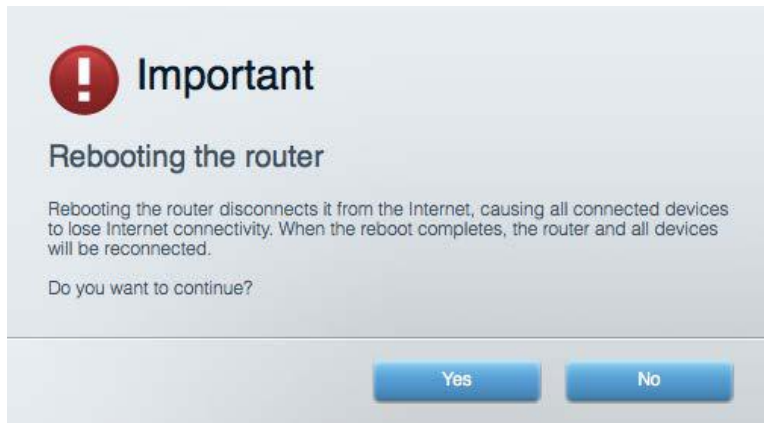 Important
Rebooting the router
Rebooting the router disconnects it from the Internet, causing all connected devices
to lose Internet connectivity. When the reboot completes, the router and all devices
will be reconnected.
Do you want to continue?
Yes
No